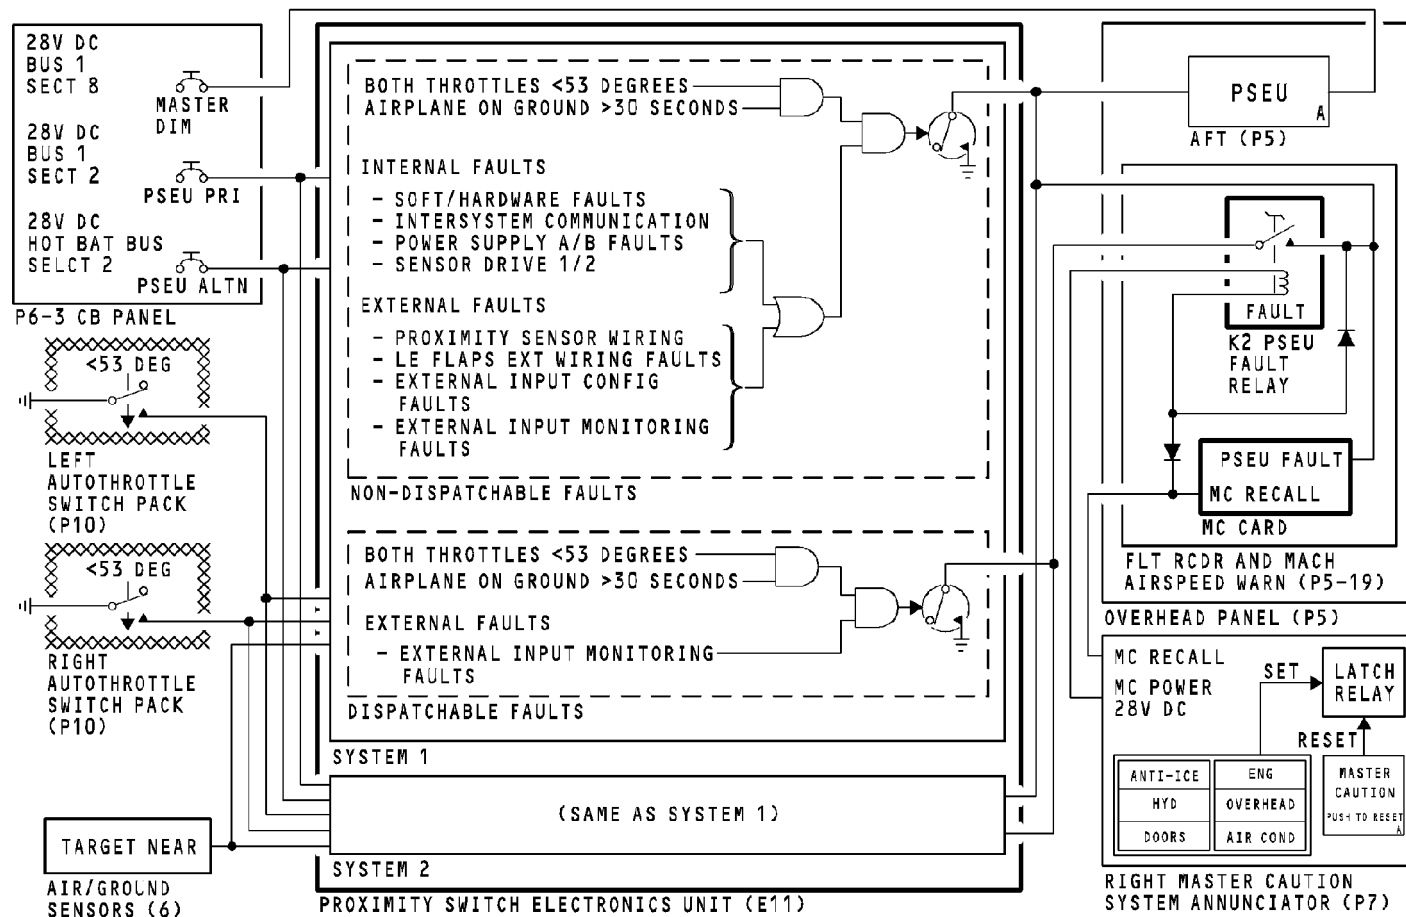 28V DC
BUS 1
SECT 8
MASTER
DIM
28V DC
BUS 1
SECT 2
PSEU PRI
28V DC
HOT BAT BUS
SELCT 2
PSEU ALTN
P6-3 CB PANEL
<53 DEG
LEFT
AUTOTHROTTLE
SWITCH PACK
(P10)
<53 DEG
RIGHT
AUTOTHROTTLE
SWITCH PACK
(P10)
TARGET NEAR
AIR/GROUND
SENSORS (6)
BOTH THROTTLES <53 DEGREES
AIRPLANE ON GROUND >30 SECONDS
INTERNAL FAULTS
- SOFT/HARDWARE FAULTS
- INTERSYSTEM COMMUNICATION
- POWER SUPPLY A/B FAULTS
- SENSOR DRIVE 1/2
EXTERNAL FAULTS
- PROXIMITY SENSOR WIRING
- LE FLAPS EXT WIRING FAULTS
- EXTERNAL INPUT CONFIG
FAULTS
- EXTERNAL INPUT MONITORING
FAULTS
NON-DISPATCHABLE FAULTS
BOTH THROTTLES <53 DEGREES
AIRPLANE ON GROUND >30 SECONDS
EXTERNAL FAULTS
- EXTERNAL INPUT MONITORING
FAULTS
DISPATCHABLE FAULTS
SYSTEM 1
(SAME AS SYSTEM 1)
SYSTEM 2
PROXIMITY SWITCH ELECTRONICS UNIT (E11)
PSEU
A
AFT (P5)
FAULT
K2 PSEU
FAULT
RELAY
PSEU FAULT
MC RECALL
MC CARD
FLT RCDR AND MACH
AIRSPEED WARN (P5-19)
OVERHEAD PANEL (P5)
MC RECALL
MC POWER
28V DC
SET
LATCH
RELAY
RESET
ANTI-ICE
ENG
HYD
OVERHEAD
DOORS
AIR COND
MASTER
CAUTION
PUSH TO RESET
A
RIGHT MASTER CAUTION
SYSTEM ANNUNCIATOR (P7)